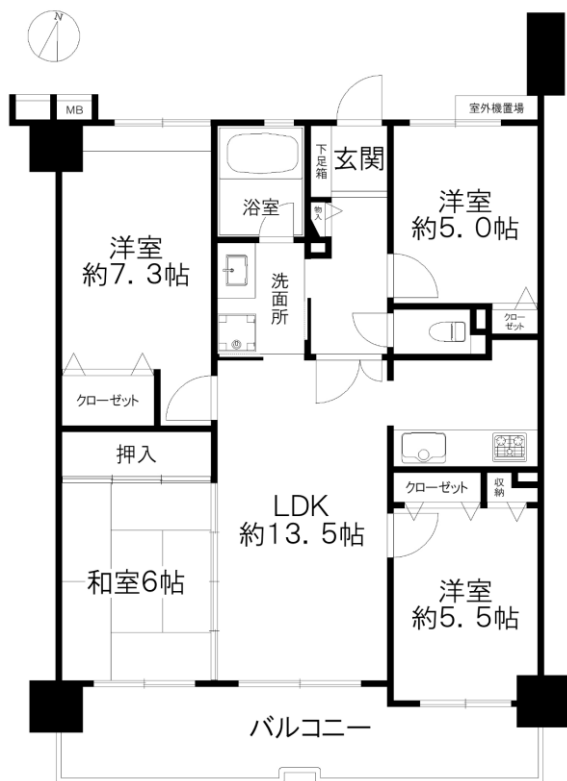 N
MB
室外機置場
下足箱
玄関
洋室
約5.0帖
浴室
物入
洋室
約7.3帖
洗面所
クローゼット
クローゼット
押入
クローゼット
収納
LDK
約13.5帖
和室6帖
洋室
約5.5帖
バルコニー